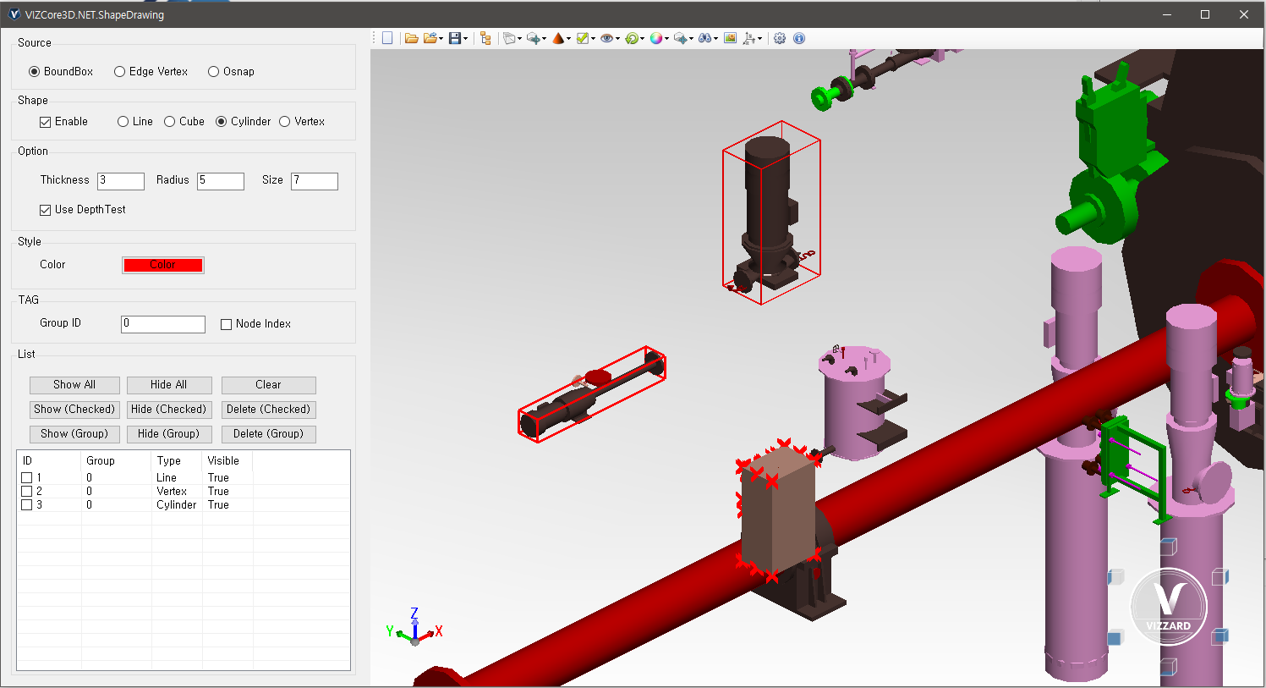 VIZCore3D.NET.ShapeDrawing
Source
BoundBox Edge Vertex Osnap
Shape
Enable Line Cube Cylinder Vertex
Option
Thickness 3 Radius 5 Size 7
Use DepthTest
Style
Color Color
TAG
Group ID 0 Node Index
List
Show All Hide All Clear
Show (Checked) Hide (Checked) Delete (Checked)
Show (Group) Hide (Group) Delete (Group)
ID Group Type Visible
1 0 Line True
2 0 Vertex True
3 0 Cylinder True
Z
Y X
V
VIZZARD